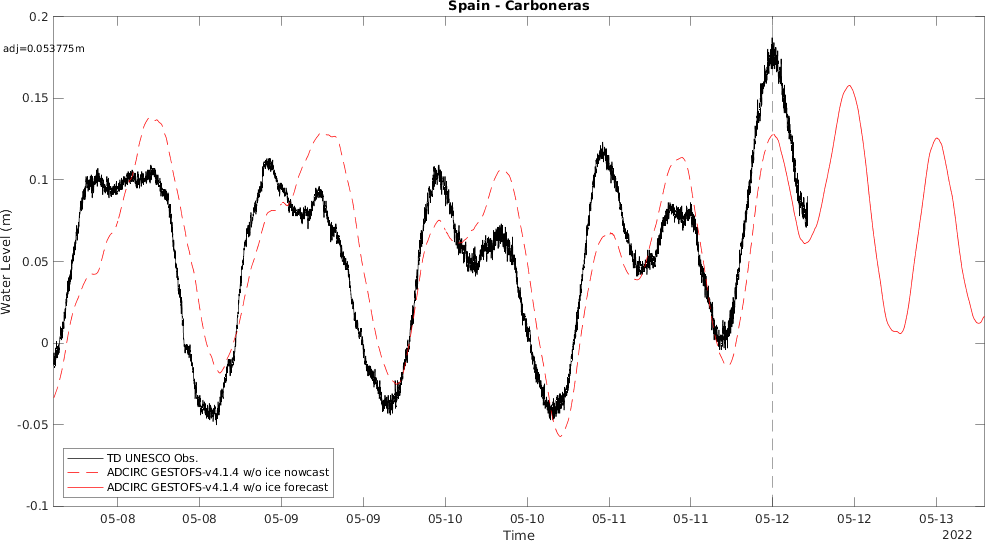 Spain - Carboneras
adj=0.053775m
0.2
0.15
0.1
0.05
0
-0.05
-0.1
Water Level (m)
TD UNESCO Obs.
ADCIRC GESTOFS-v4.1.4 w/o ice nowcast
ADCIRC GESTOFS-v4.1.4 w/o ice forecast
05-08 05-08 05-09 05-09 05-10 05-10 05-11 05-11 05-12 05-12 05-13
Time
2022